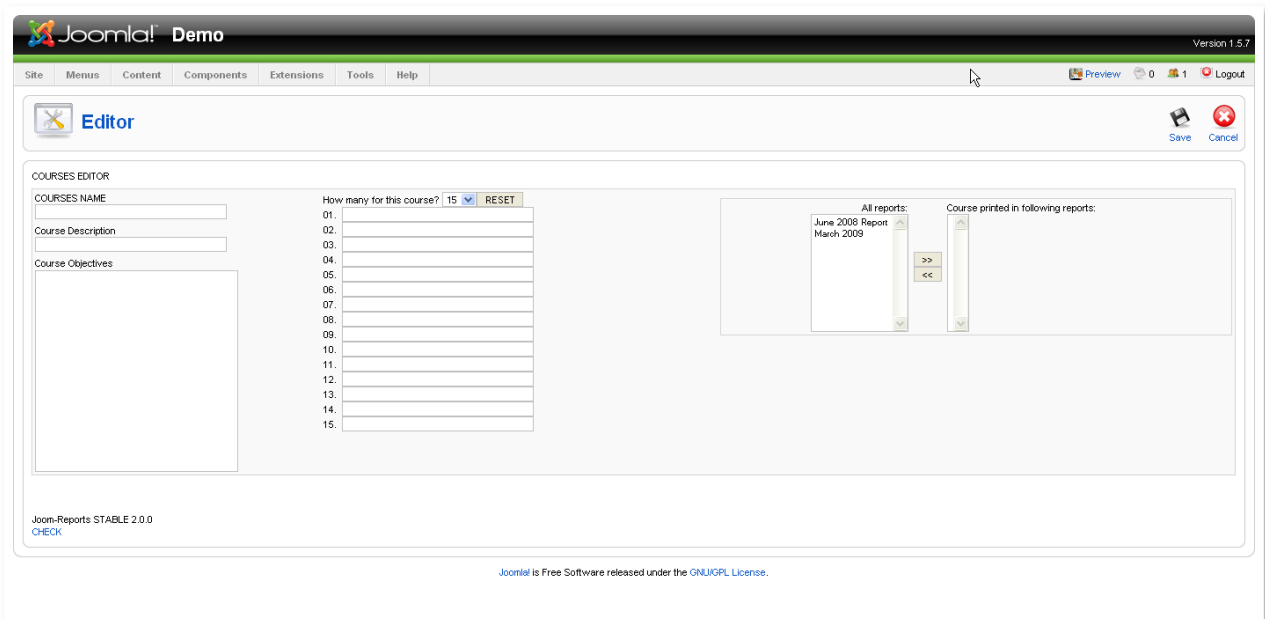 Joomla! Demo
Version 1.5.7
Site Menus Content Components Extensions Tools Help Preview 0 1 Logout
Editor
Save Cancel
COURSES EDITOR
COURSES NAME
Course Description
Course Objectives
How many for this course? 15 RESET
01.
02.
03.
04.
05.
06.
07.
08.
09.
10.
11.
12.
13.
14.
15.
All reports:
June 2008 Report
March 2009
>>
<<
Course printed in following reports:
Joom-Reports STABLE 2.0.0
CHECK
Joomla! is Free Software released under the GNU/GPL License.